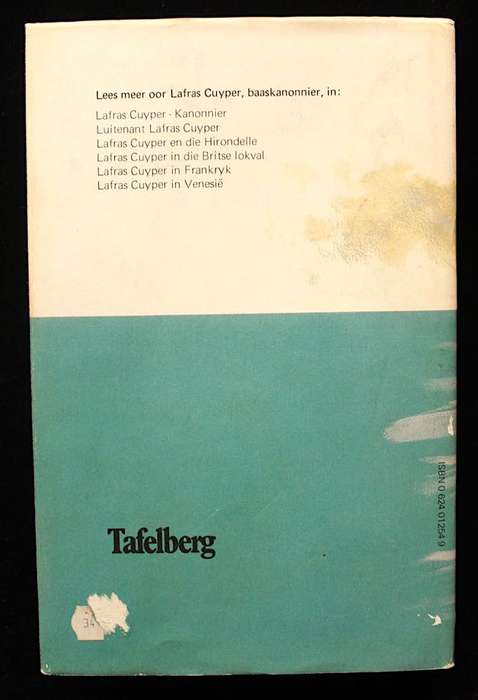 Lees meer oor Lafras Cuyper, baaskanonnier, in:
Lafras Cuyper - Kanonnier
Luitenant Lafras Cuyper
Lafras Cuyper en die Hirondelle
Lafras Cuyper in die Britse lokval
Lafras Cuyper in Frankryk
Lafras Cuyper in Venesië
ISBN 0 624 01254 9
Tafelberg
34